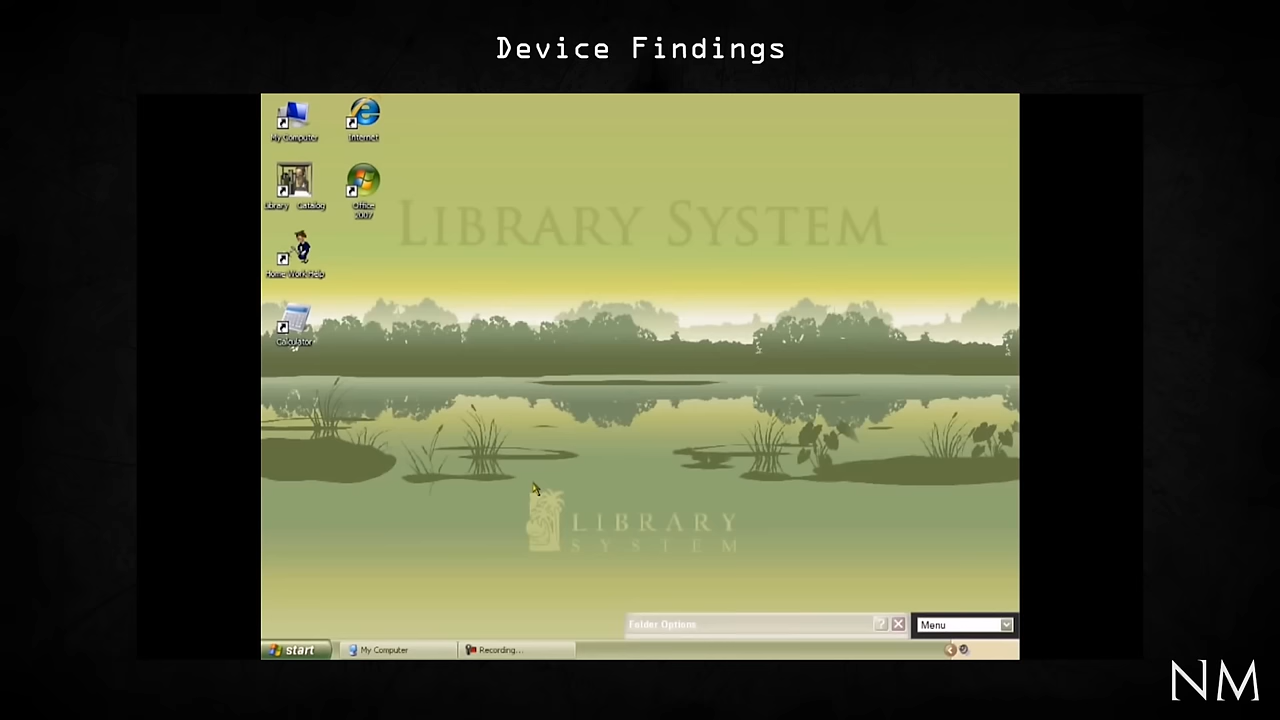 Device Findings
My Computer
Internet
Library Catalog
Office
2007
LIBRARY SYSTEM
Home Work Help
Calculator
LIBRARY
SYSTEM
Folder Options
Menu
start
My Computer
Recording...
NM